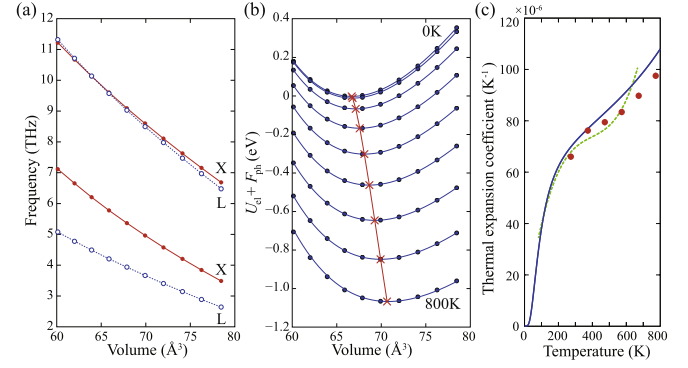 (a)
12
11
10
9
8
7
6
5
4
3
2
60
65
70
75
80
Frequency (THz)
Volume (Å³)
X
L
X
L
(b)
0.4
0.2
0
−0.2
−0.4
−0.6
−0.8
−1.0
−1.2
60
65
70
75
80
U_el + F_ph (eV)
Volume (Å³)
0K
800K
(c)
×10⁻⁶
120
100
80
60
40
20
0
0
200
400
600
800
Thermal expansion coefficient (K⁻¹)
Temperature (K)